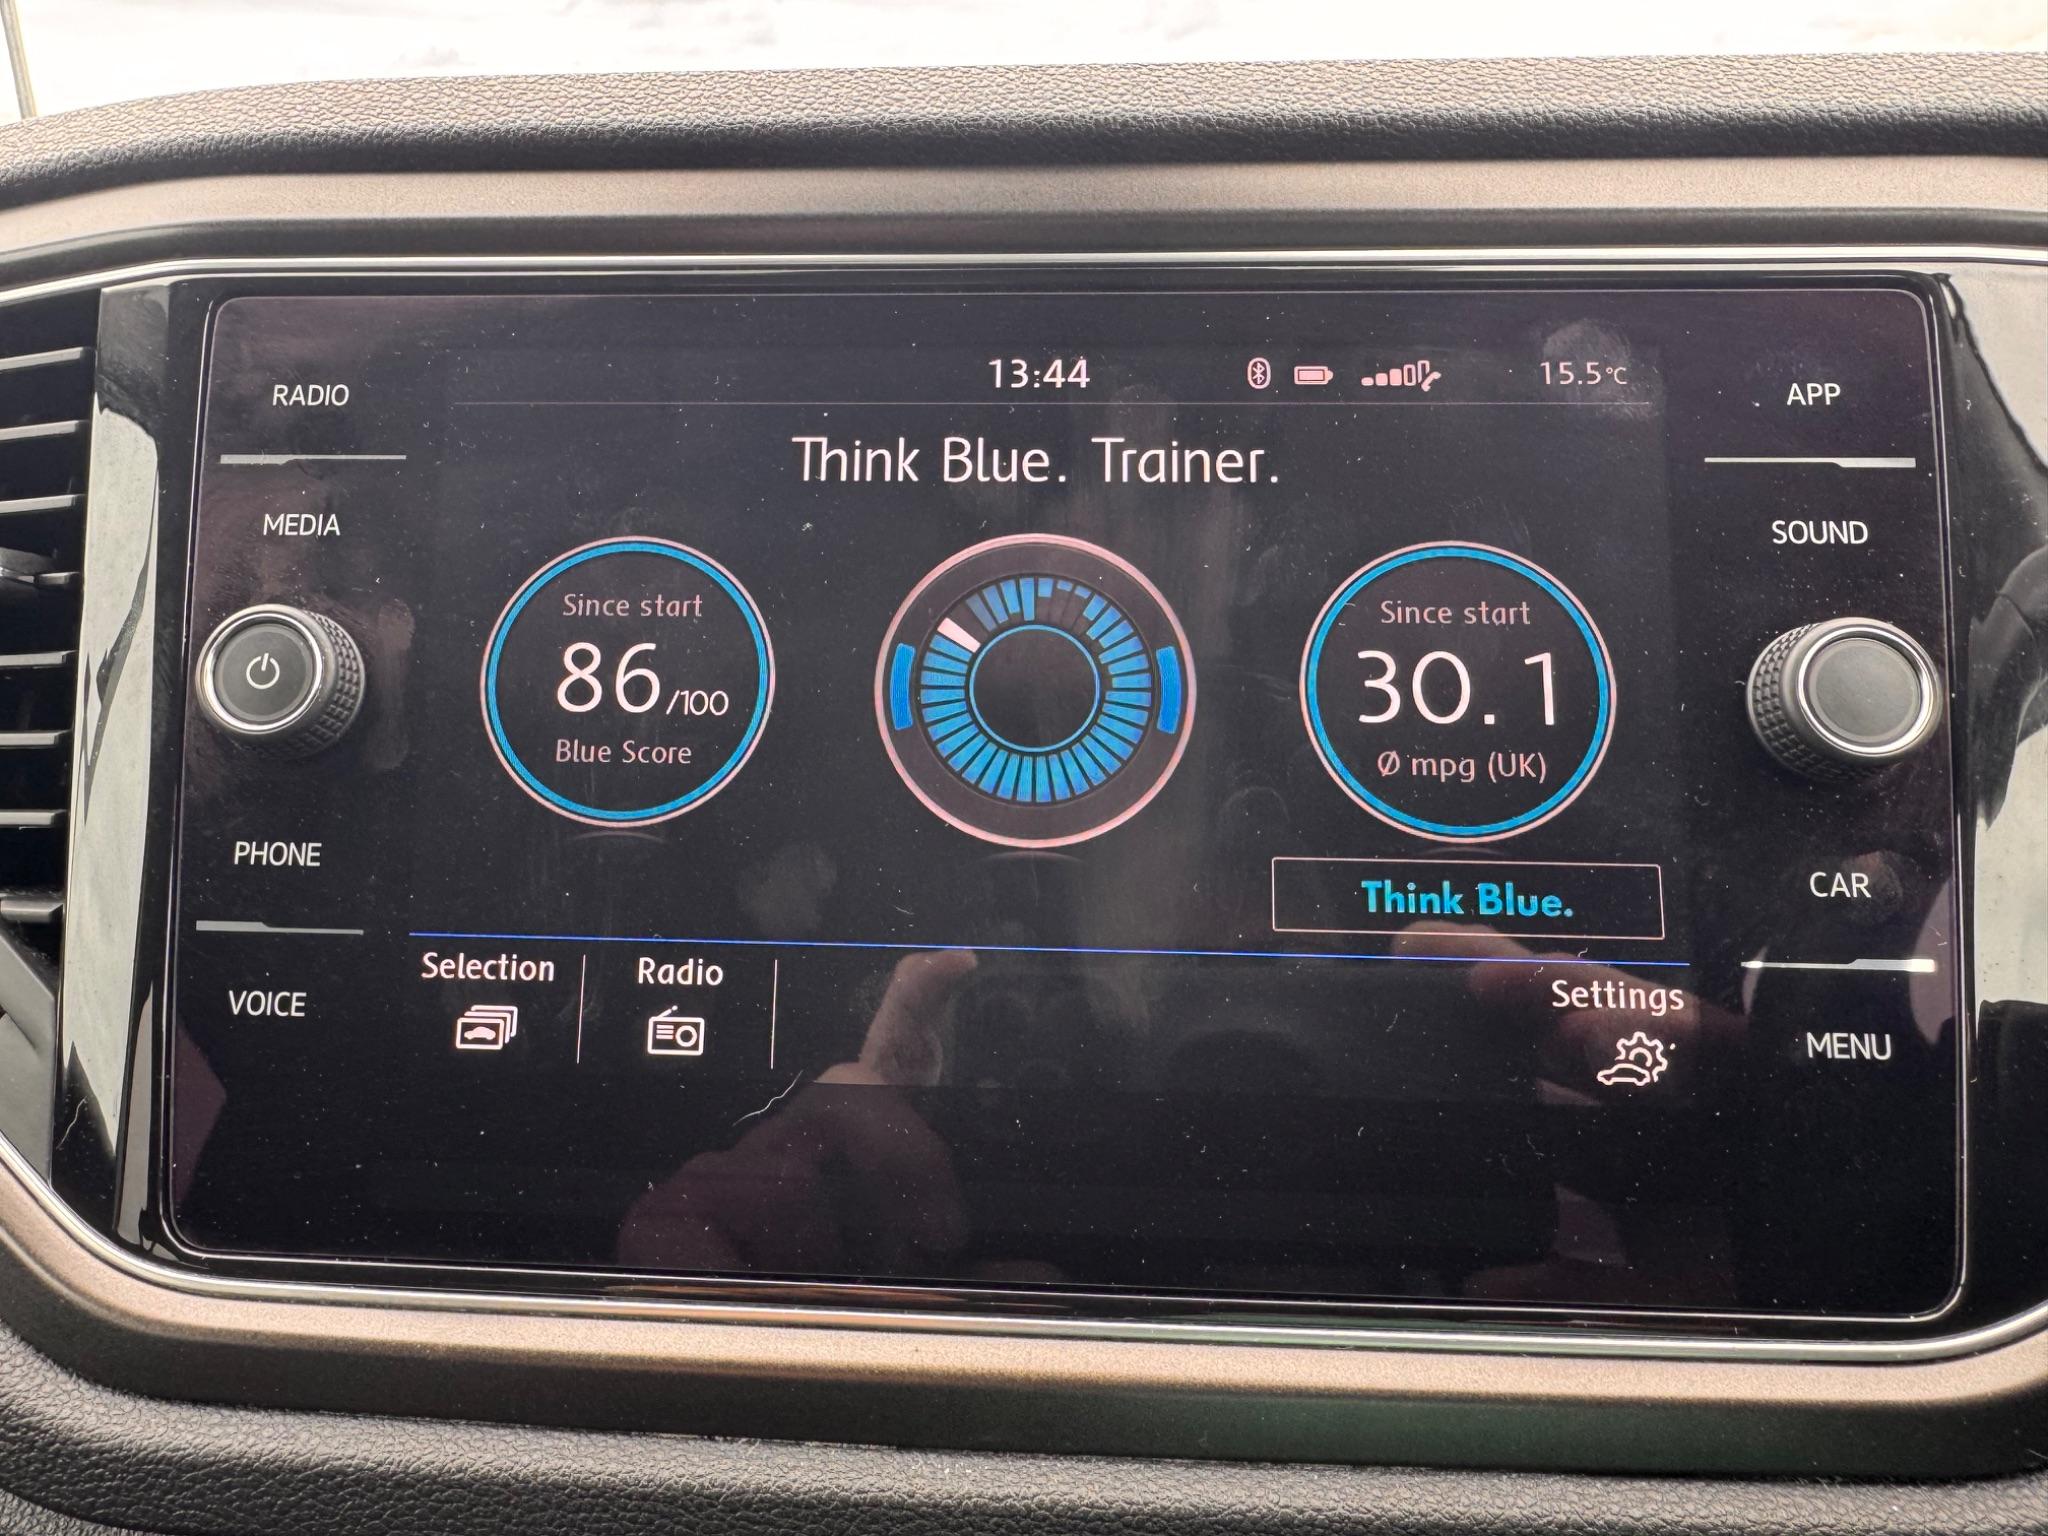 13:44 15.5°C
RADIO
MEDIA
PHONE
VOICE
Think Blue. Trainer.
Since start
86/100
Blue Score
Since start
30.1
Ø mpg (UK)
Think Blue.
Selection
Radio
Settings
APP
SOUND
CAR
MENU